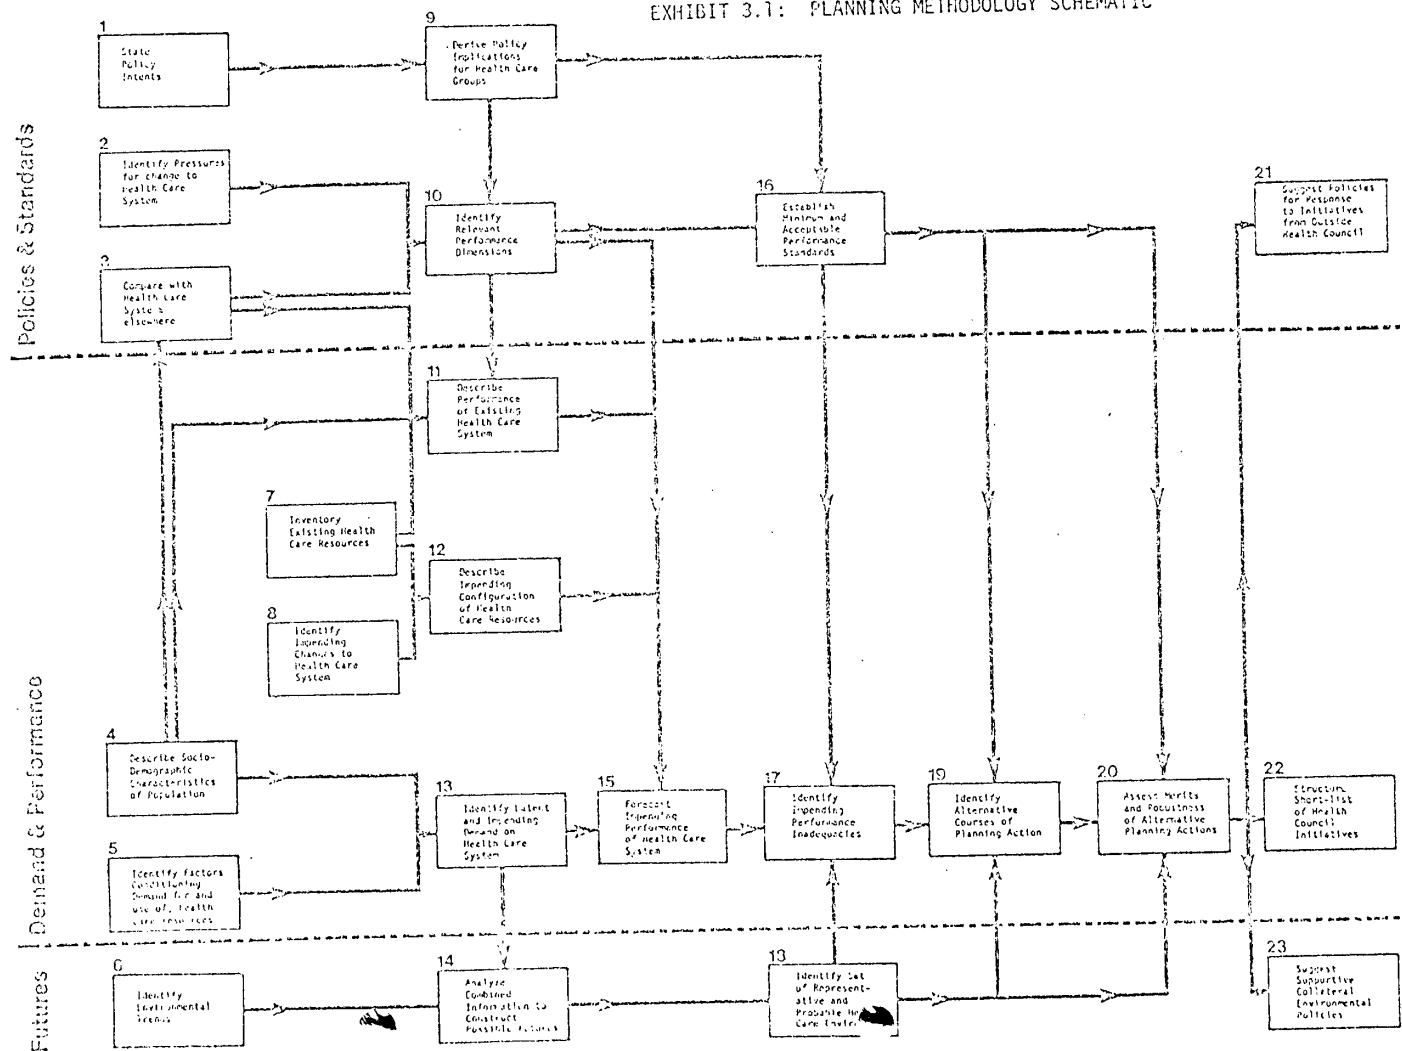 EXHIBIT 3.1: PLANNING METHODOLOGY SCHEMATIC
Policies & Standards
1
State
Policy
Intents
9
Derive Policy
Implications
for Health Care
Groups
2
Identify Pressures
for change to
Health Care
System
10
Identify
Relevant
Performance
Dimensions
16
Establish
Minimum and
Acceptable
Performance
Standards
21
Suggest Policies
for Response
to Initiatives
from Outside
Health Council
3
Compare with
Health Care
Systems
elsewhere
Demand & Performance
11
Describe
Performance
of Existing
Health Care
System
7
Inventory
Existing Health
Care Resources
12
Describe
Impending
Configuration
of Health
Care Resources
8
Identify
Impending
Changes to
Health Care
System
4
Describe Socio-
Demographic
Characteristics
of Population
13
Identify Latent
and Impending
Demand on
Health Care
System
15
Forecast
Impending
Performance
of Health Care
System
17
Identify
Impending
Performance
Inadequacies
19
Identify
Alternative
Courses of
Planning Action
20
Assess Merits
and Robustness
of Alternative
Planning Actions
22
Structure
Short-list
of Health
Council
Initiatives
5
Identify Factors
Conditioning
Demand for and
use of, health
care resources
Futures
6
Identify
Environmental
Trends
14
Analyze
Combined
Information to
Construct
Possible Futures
13
Identify Set
of Represent-
ative and
Probable
Care
23
Suggest
Supportive
Collateral
Environmental
Policies